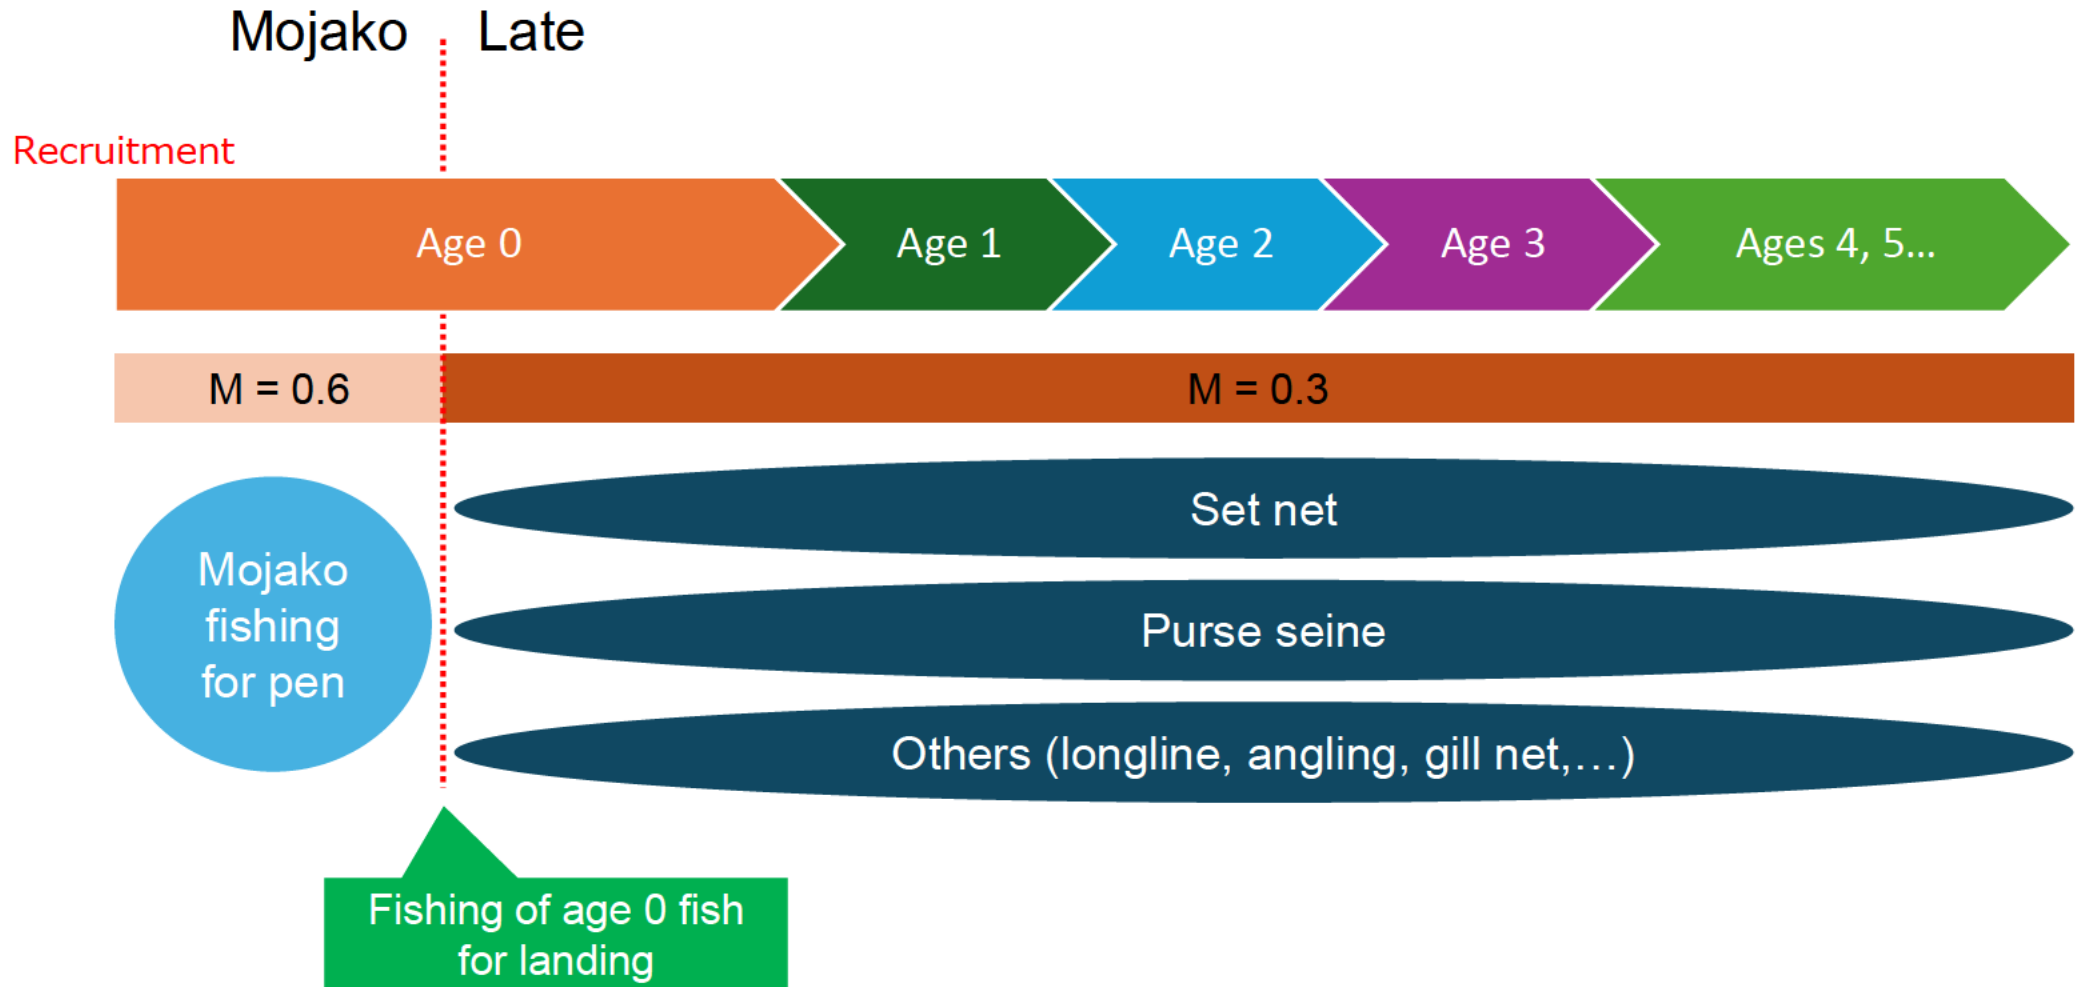 Mojako
Late
Recruitment
Age 0
Age 1
Age 2
Age 3
Ages 4, 5...
M = 0.6
M = 0.3
Set net
Mojako
fishing
for pen
Purse seine
Others (longline, angling, gill net,...)
Fishing of age 0 fish
for landing